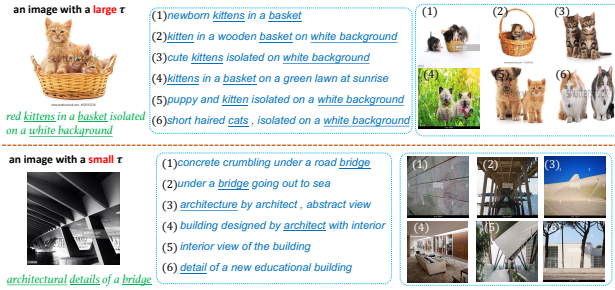 an image with a large τ
red kittens in a basket isolated
on a white background
(1)newborn kittens in a basket
(2)kitten in a wooden basket on white background
(3)cute kittens isolated on white background
(4)kittens in a basket on a green lawn at sunrise
(5)puppy and kitten isolated on a white background
(6)short haired cats , isolated on a white background
(1)
(2)
(3)
(4)
(5)
(6)
an image with a small τ
architectural details of a bridge
(1)concrete crumbling under a road bridge
(2)under a bridge going out to sea
(3) architecture by architect , abstract view
(4) building designed by architect with interior
(5) interior view of the building
(6) detail of a new educational building
(1)
(2)
(3)
(4)
(5)
(6)